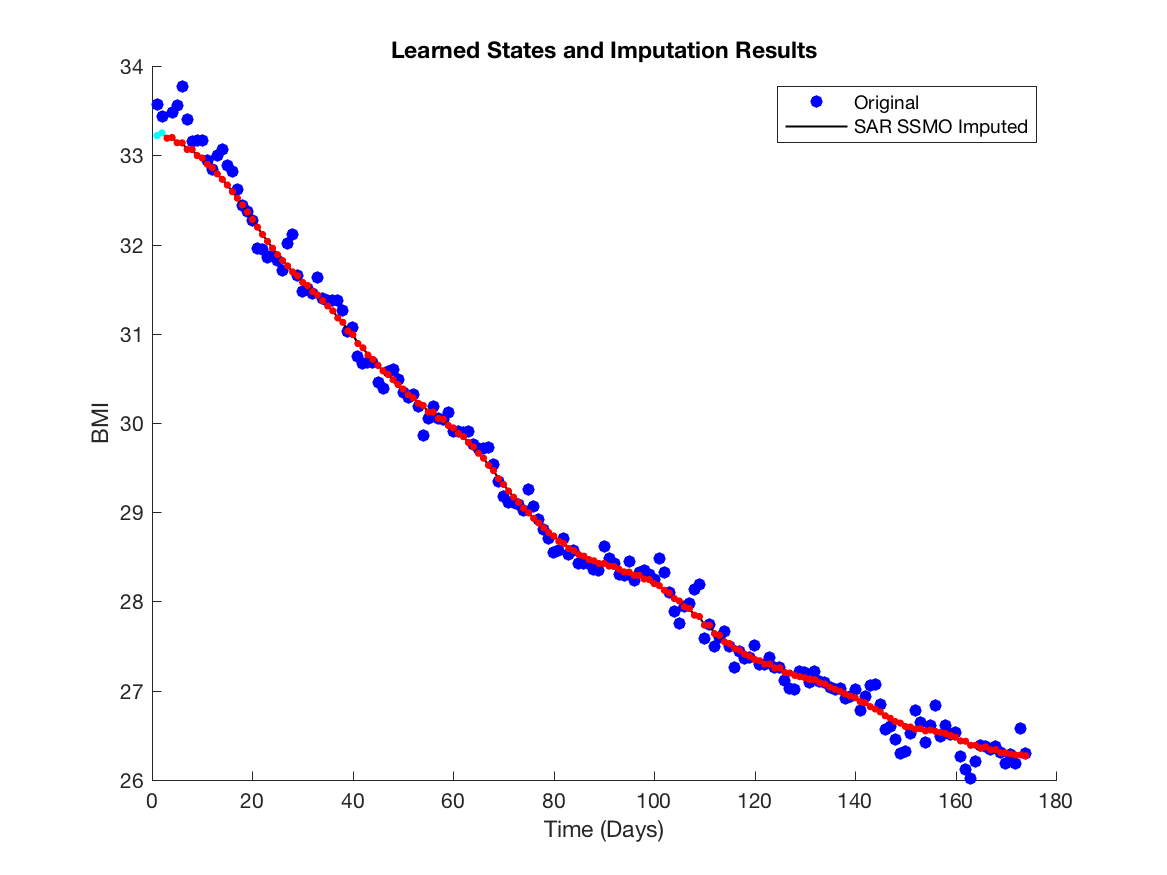 Learned States and Imputation Results
34
33
32
31
30
29
28
27
26
BMI
Original
SAR SSMO Imputed
0 20 40 60 80 100 120 140 160 180
Time (Days)